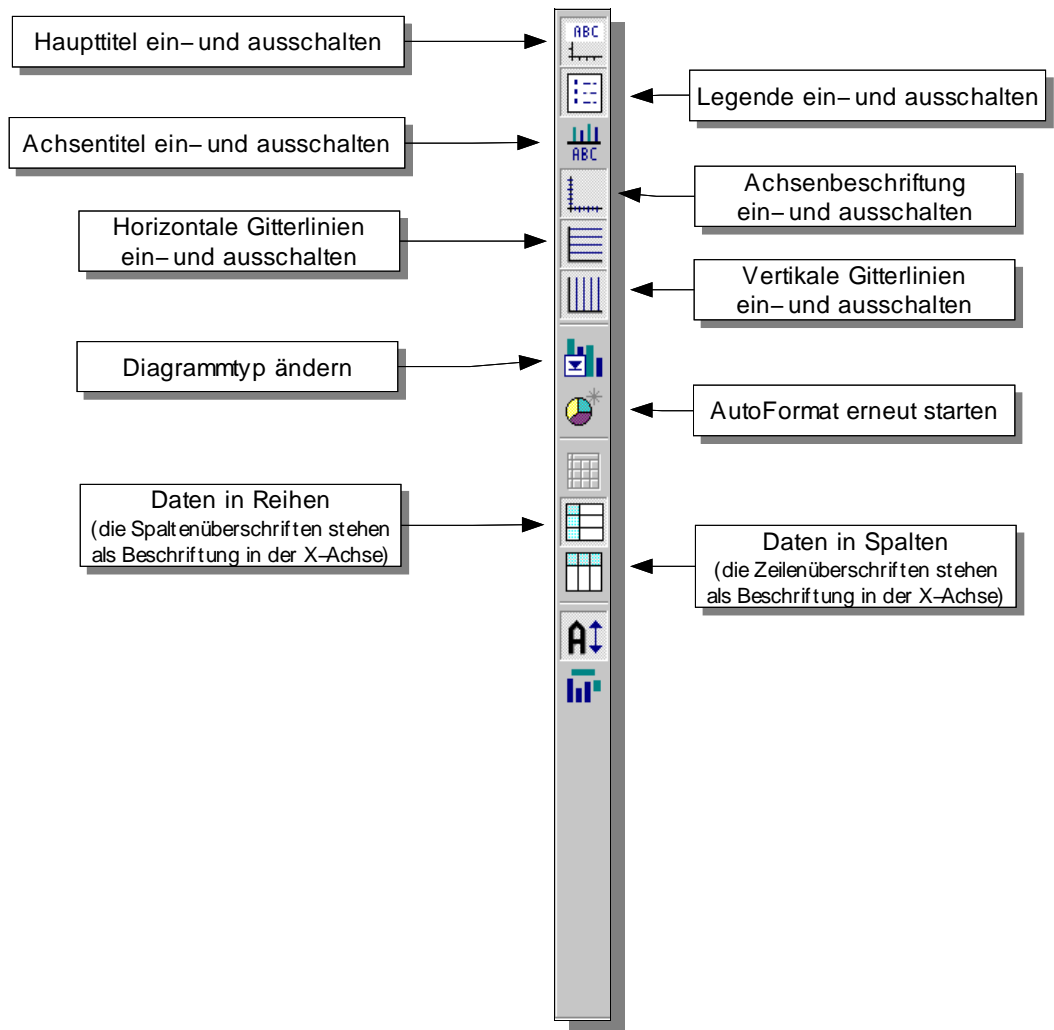 Haupttitel ein– und ausschalten
ABC
Legende ein– und ausschalten
Achsentitel ein– und ausschalten
ABC
Achsenbeschriftung
ein– und ausschalten
Horizontale Gitterlinien
ein– und ausschalten
Vertikale Gitterlinien
ein– und ausschalten
Diagrammtyp ändern
AutoFormat erneut starten
Daten in Reihen
(die Spaltenüberschriften stehen
als Beschriftung in der X–Achse)
Daten in Spalten
(die Zeilenüberschriften stehen
als Beschriftung in der X–Achse)
A